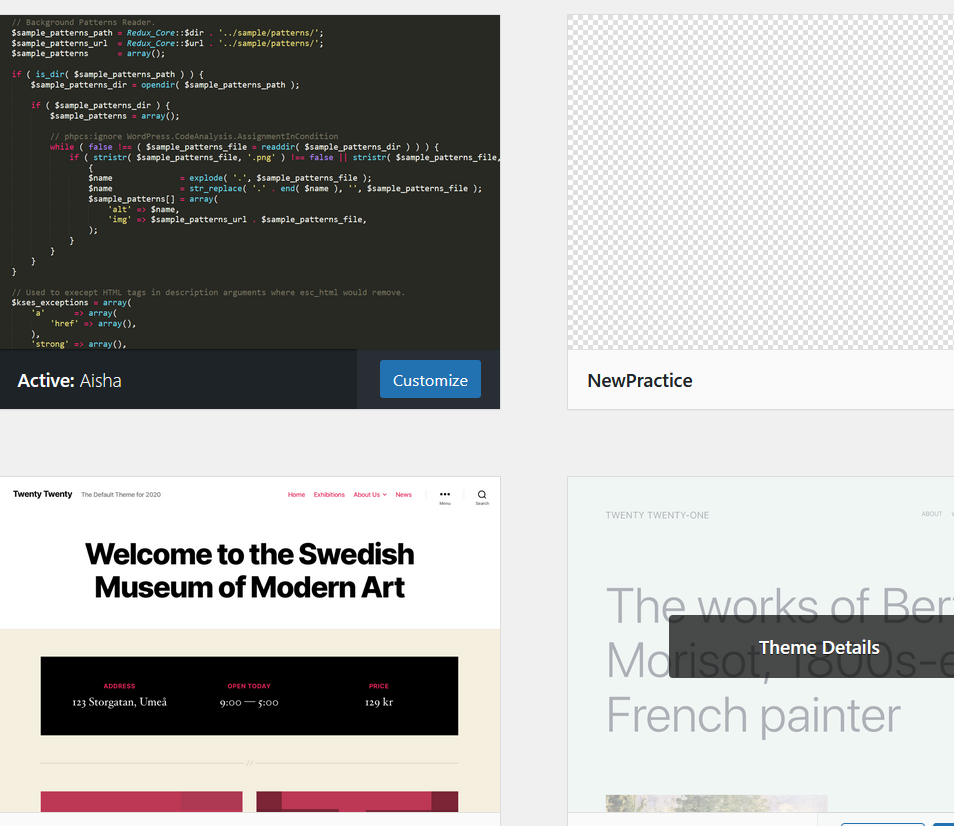 // Background Patterns Reader.
$sample_patterns_path = Redux_Core::$dir . '../sample/patterns/';
$sample_patterns_url = Redux_Core::$url . '../sample/patterns/';
$sample_patterns = array();
if ( is_dir( $sample_patterns_path ) ) {
$sample_patterns_dir = opendir( $sample_patterns_path );
if ( $sample_patterns_dir ) {
$sample_patterns = array();
// phpcs:ignore WordPress.CodeAnalysis.AssignmentInCondition
while ( false !== ( $sample_patterns_file = readdir( $sample_patterns_dir ) ) ) {
if ( stristr( $sample_patterns_file, '.png' ) !== false || stristr( $sample_patterns_file,
{
$name = explode( '.', $sample_patterns_file );
$name = str_replace( '.' . end( $name ), '', $sample_patterns_file );
$sample_patterns[] = array(
'alt' => $name,
'img' => $sample_patterns_url . $sample_patterns_file,
);
}
}
}
}
// Used to execept HTML tags in description arguments where esc_html would remove.
$kses_exceptions = array(
'a' => array(
'href' => array(),
),
'strong' => array(),
Active: Aisha
Customize
NewPractice
Twenty Twenty The Default Theme for 2020 Home Exhibitions About Us News
Menu Search
Welcome to the Swedish
Museum of Modern Art
ADDRESS OPEN TODAY PRICE
123 Storgatan, Umeå 9:00 — 5:00 129 kr
//
TWENTY TWENTY-ONE ABOUT
The works of Ber
Morisot, 1800s-
French painter
Theme Details